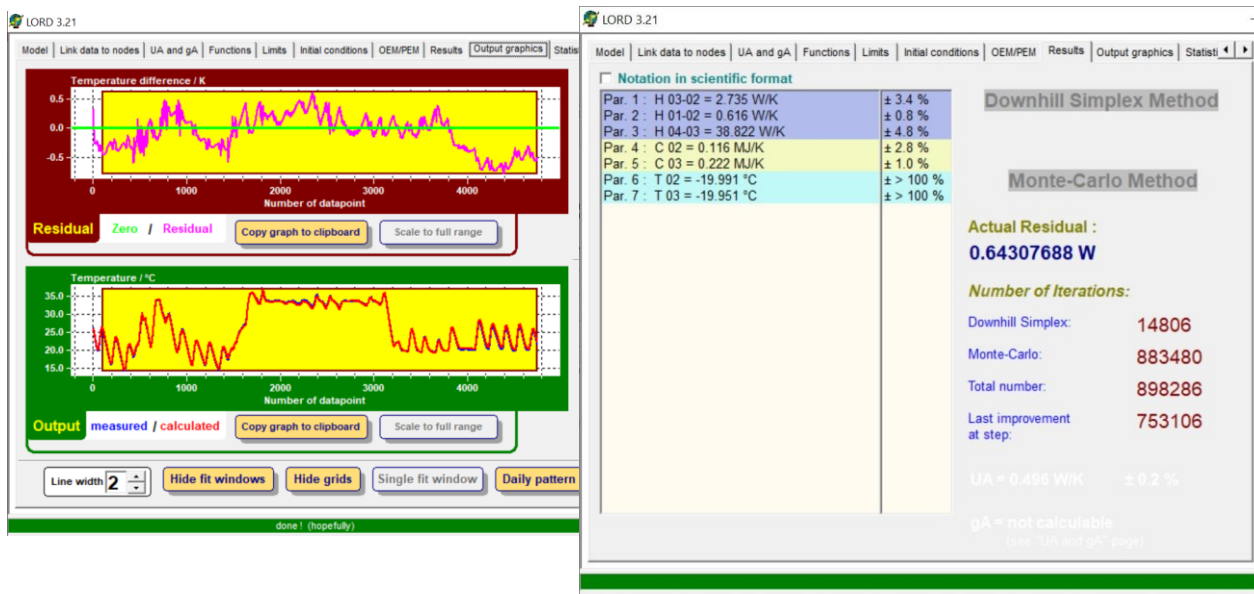 LORD 3.21
Model
Link data to nodes
UA and gA
Functions
Limits
Initial conditions
OEM/PEM
Results
Output graphics
Statist
Temperature difference / K
0.5
0.0
-0.5
0 1000 2000 3000 4000
Number of datapoint
Residual
Zero / Residual
Copy graph to clipboard
Scale to full range
Temperature / °C
35.0
30.0
25.0
20.0
15.0
0 1000 2000 3000 4000
Number of datapoint
Output
measured / calculated
Copy graph to clipboard
Scale to full range
Line width 2
Hide fit windows
Hide grids
Single fit window
Daily pattern
done ! (hopefully)
LORD 3.21
Model
Link data to nodes
UA and gA
Functions
Limits
Initial conditions
OEM/PEM
Results
Output graphics
Statisti
Notation in scientific format
Par. 1 : H 03-02 = 2.735 W/K ± 3.4 %
Par. 2 : H 01-02 = 0.616 W/K ± 0.8 %
Par. 3 : H 04-03 = 38.822 W/K ± 4.8 %
Par. 4 : C 02 = 0.116 MJ/K ± 2.8 %
Par. 5 : C 03 = 0.222 MJ/K ± 1.0 %
Par. 6 : T 02 = -19.991 °C ± > 100 %
Par. 7 : T 03 = -19.951 °C ± > 100 %
Downhill Simplex Method
Monte-Carlo Method
Actual Residual :
0.64307688 W
Number of Iterations:
Downhill Simplex: 14806
Monte-Carlo: 883480
Total number: 898286
Last improvement
at step: 753106
UA = 0.496 W/K ± 0.2 %
gA = not calculable
(see "UA and gA"-page)